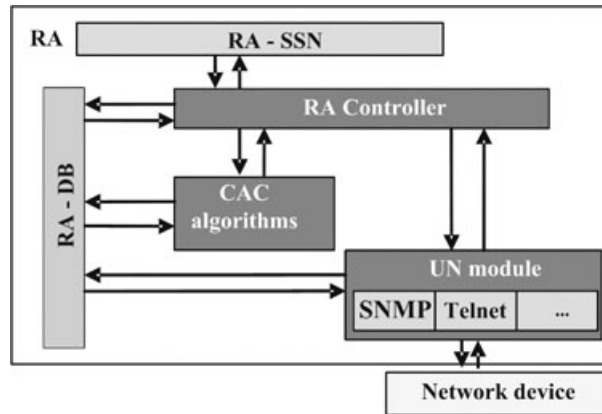 RA
RA - SSN
RA Controller
RA - DB
CAC
algorithms
UN module
SNMP
Telnet
...
Network device